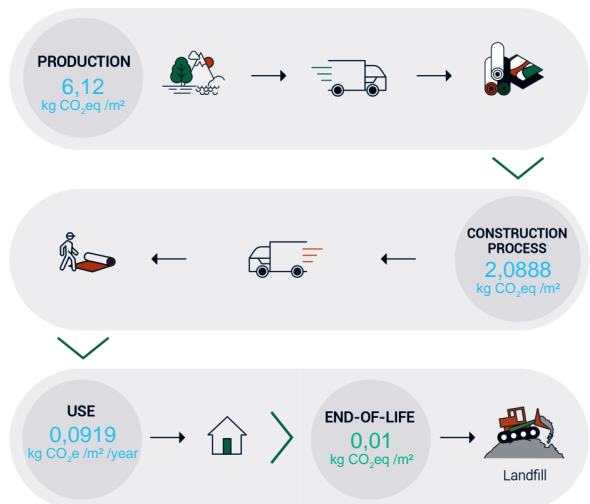 PRODUCTION
6,12
kg CO₂eq /m²
CONSTRUCTION
PROCESS
2,0888
kg CO₂eq /m²
USE
0,0919
kg CO₂e /m² /year
END-OF-LIFE
0,01
kg CO₂eq /m²
Landfill